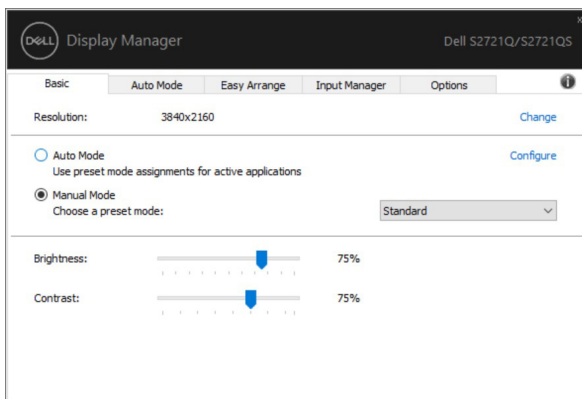 DELL Display Manager Dell S2721Q/S2721QS x
Basic Auto Mode Easy Arrange Input Manager Options i
Resolution: 3840x2160 Change
Auto Mode Configure
Use preset mode assignments for active applications
Manual Mode
Choose a preset mode: Standard
Brightness: 75%
Contrast: 75%